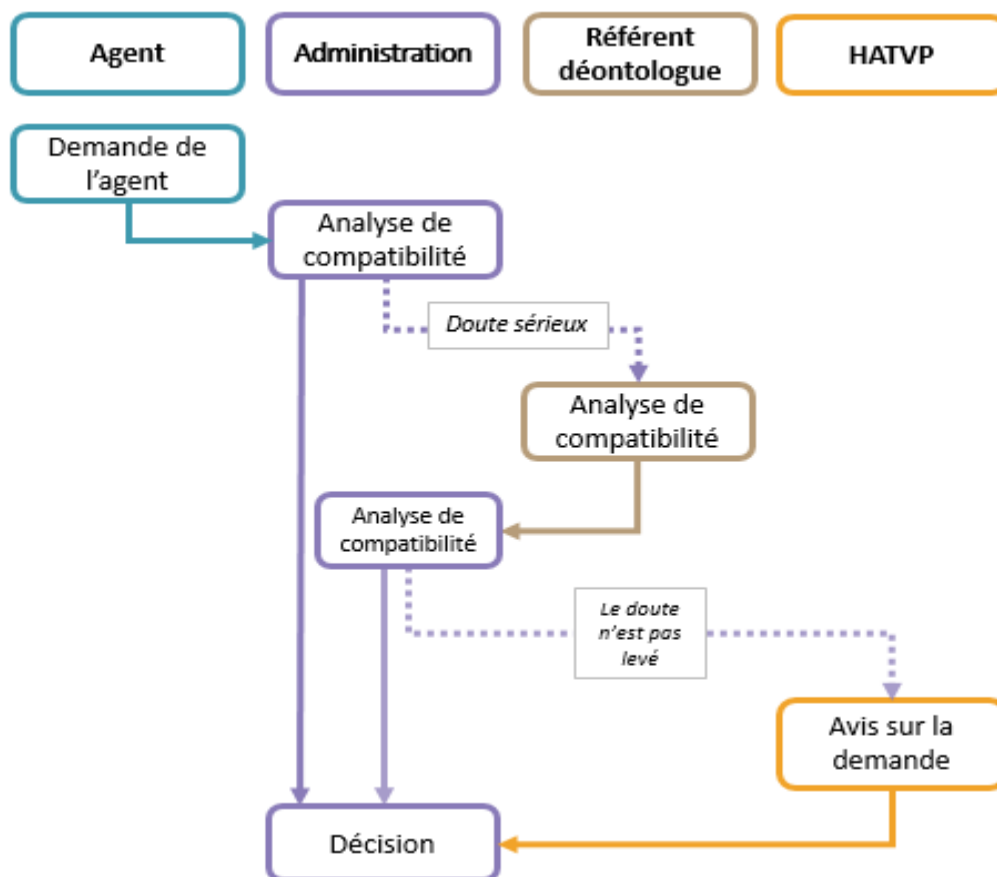 Agent
Administration
Référent
déontologue
HATVP
Demande de
l'agent
Analyse de
compatibilité
Doute sérieux
Analyse de
compatibilité
Analyse de
compatibilité
Le doute
n'est pas
levé
Avis sur la
demande
Décision